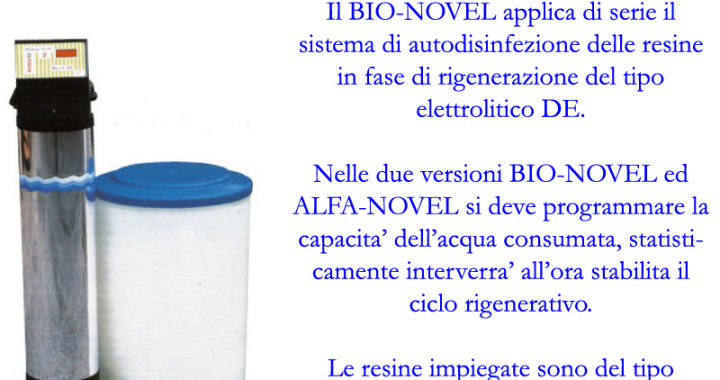 Il BIO-NOVEL applica di serie il
sistema di autodisinfezione delle resine
in fase di rigenerazione del tipo
elettrolitico DE.
Nelle due versioni BIO-NOVEL ed
ALFA-NOVEL si deve programmare la
capacita’ dell’acqua consumata, statisti-
camente interverra’ all’ora stabilita il
ciclo rigenerativo.
Le resine impiegate sono del tipo